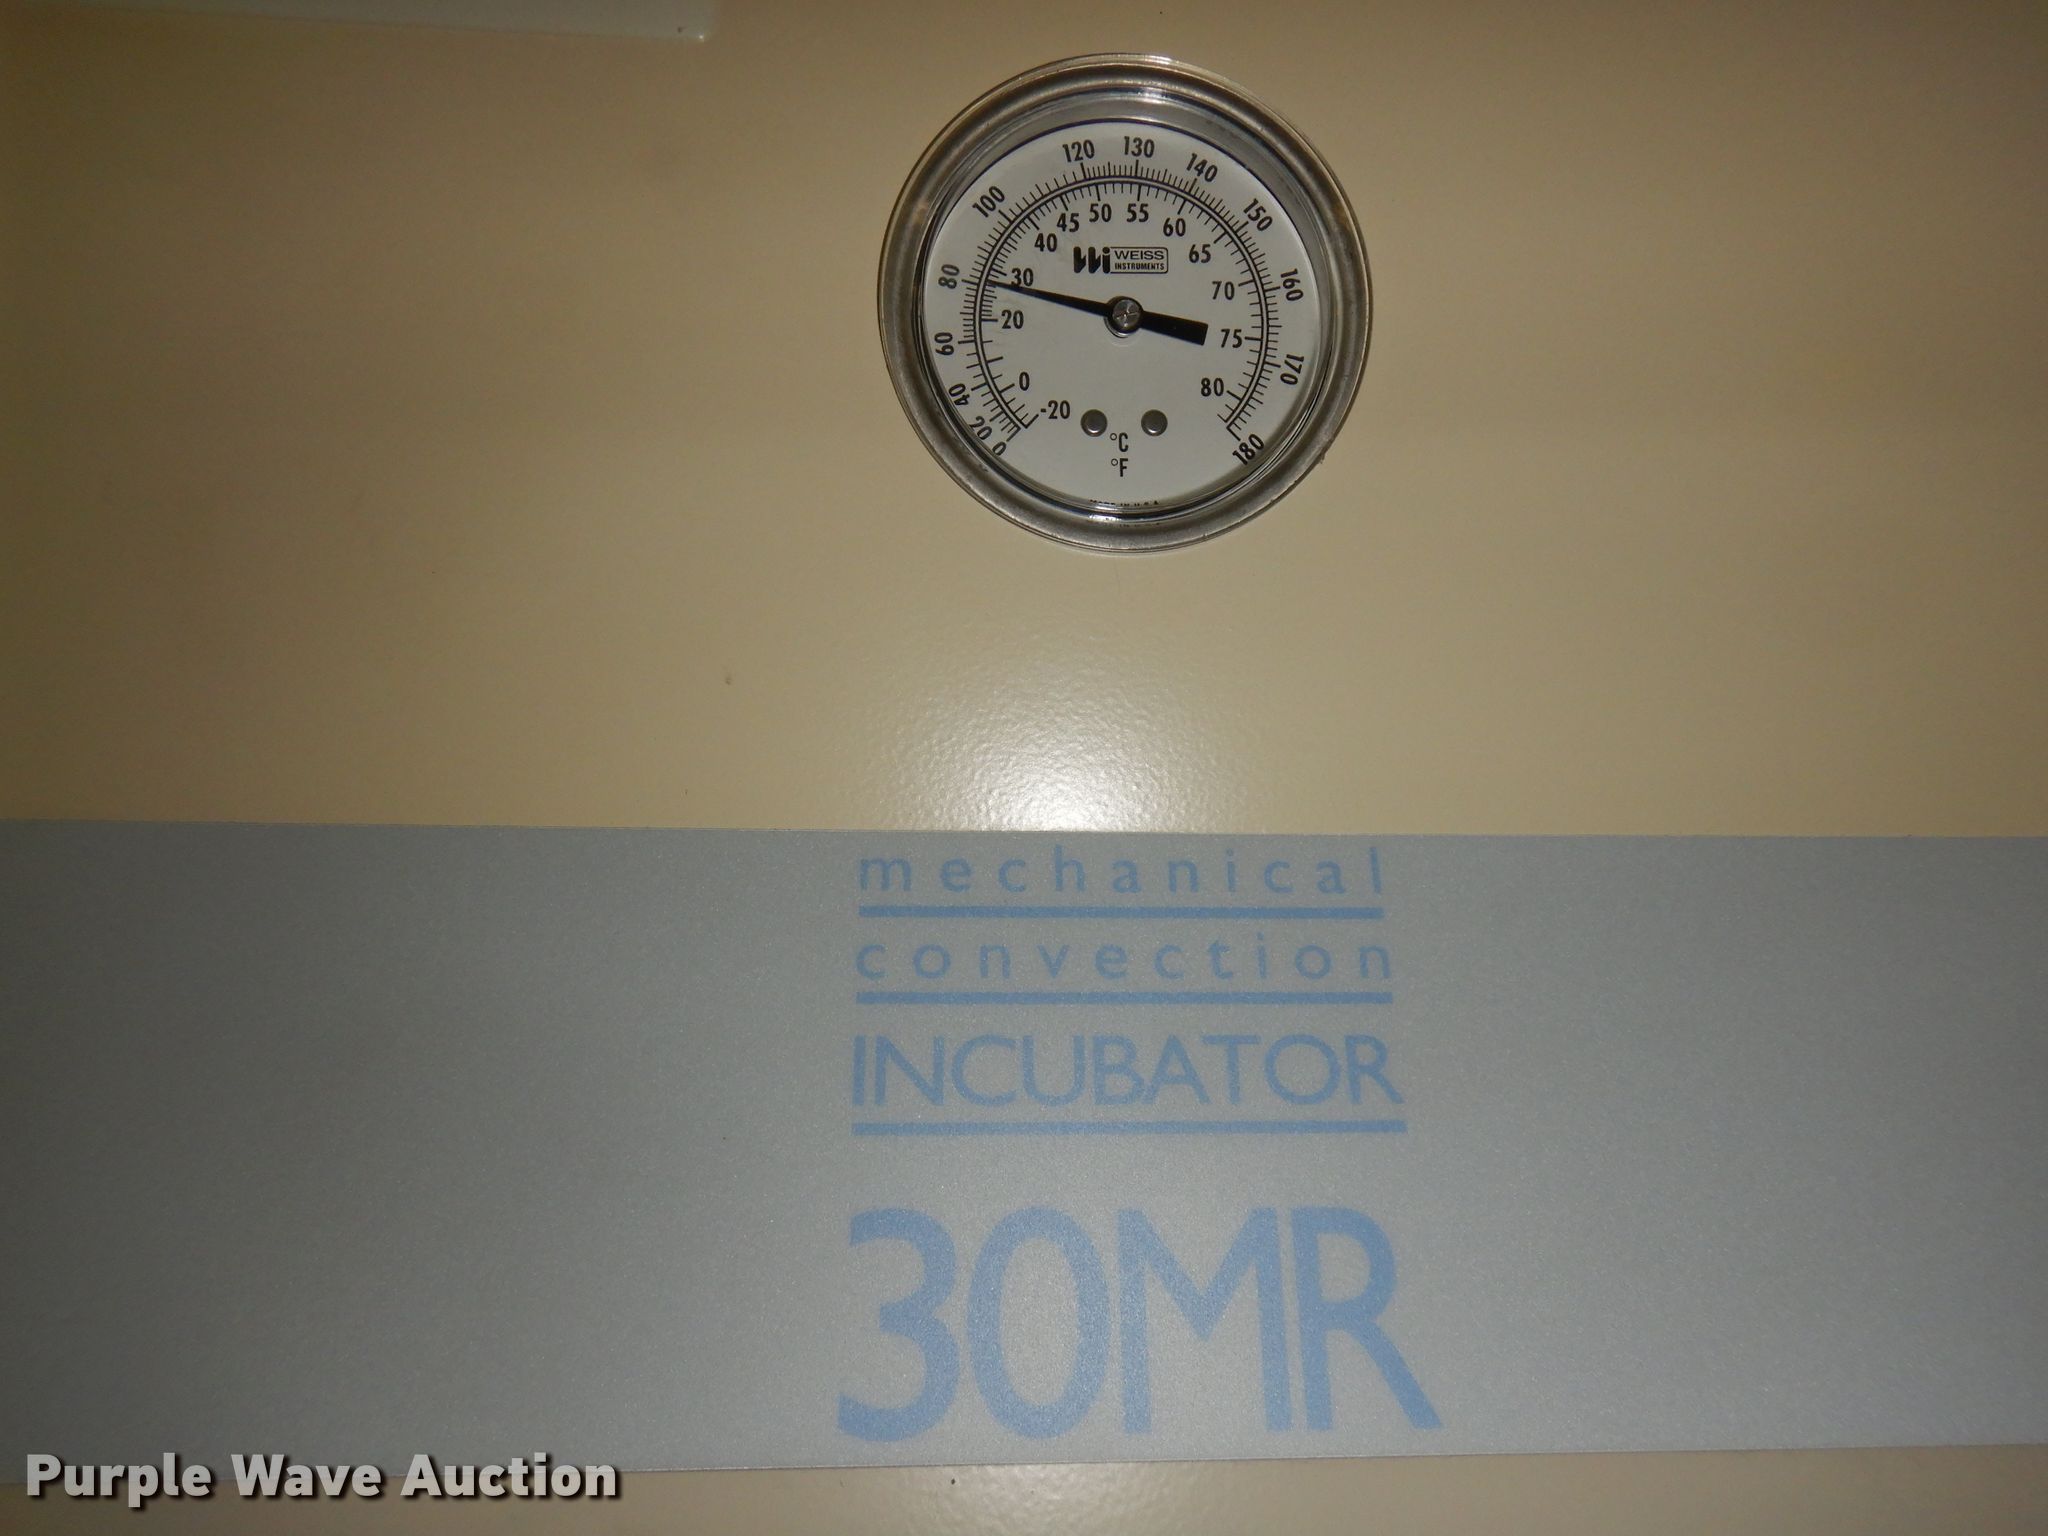 120 130 140
100 150
80 160
60 170
40
20
0 180
45 50 55 60
40 65
30 70
20 75
0 80
-20
WEISS
INSTRUMENTS
°C
°F
mechanical
convection
INCUBATOR
30MR
Purple Wave Auction